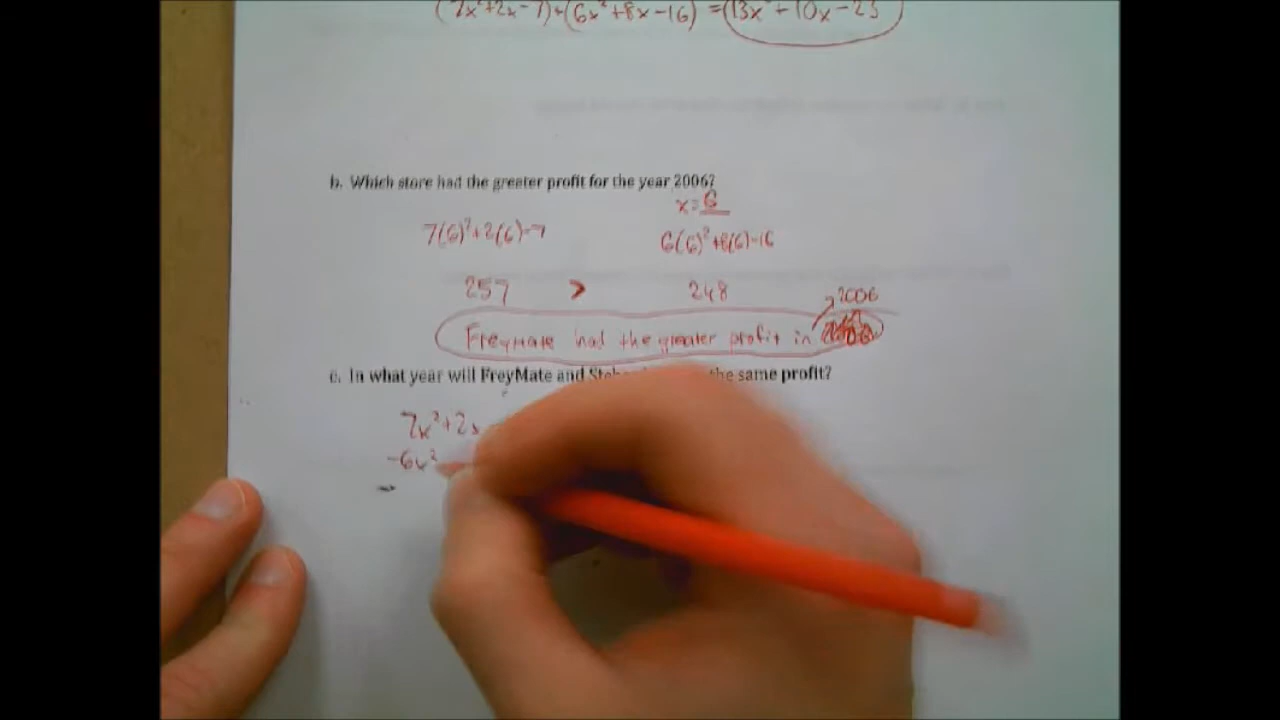 (7x²+2x-7)+(6x²+8x-16) = (13x²+10x-23
b. Which store had the greater profit for the year 2006?
x=6
7(6)²+2(6)-7 6(6)²+8(6)-16
257 > 248
2006
FreyMate had the greater profit in
c. In what year will FreyMate and the same profit?
7x²+2x
-6x²